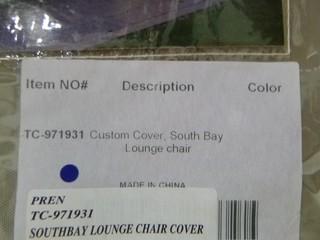 Item NO# Description Color
TC-971931 Custom Cover, South Bay
Lounge chair
MADE IN CHINA
PREN
TC-971931
SOUTHBAY LOUNGE CHAIR COVER